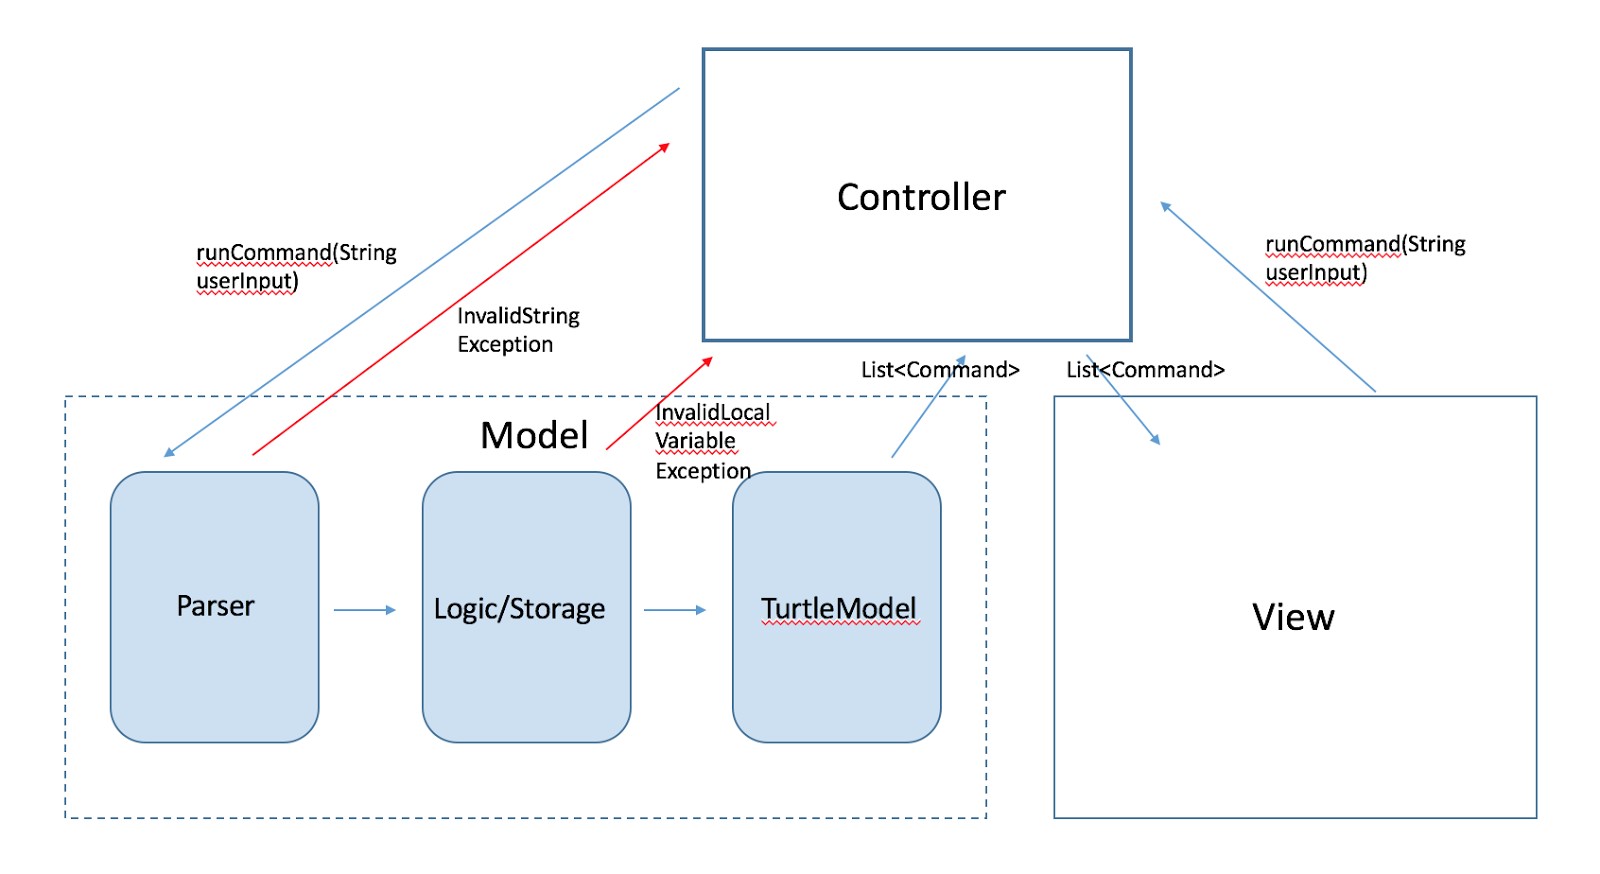 Controller
runCommand(String
userInput)
runCommand(String
userInput)
InvalidString
Exception
List<Command>
List<Command>
InvalidLocal
Variable
Exception
Model
Parser
Logic/Storage
TurtleModel
View